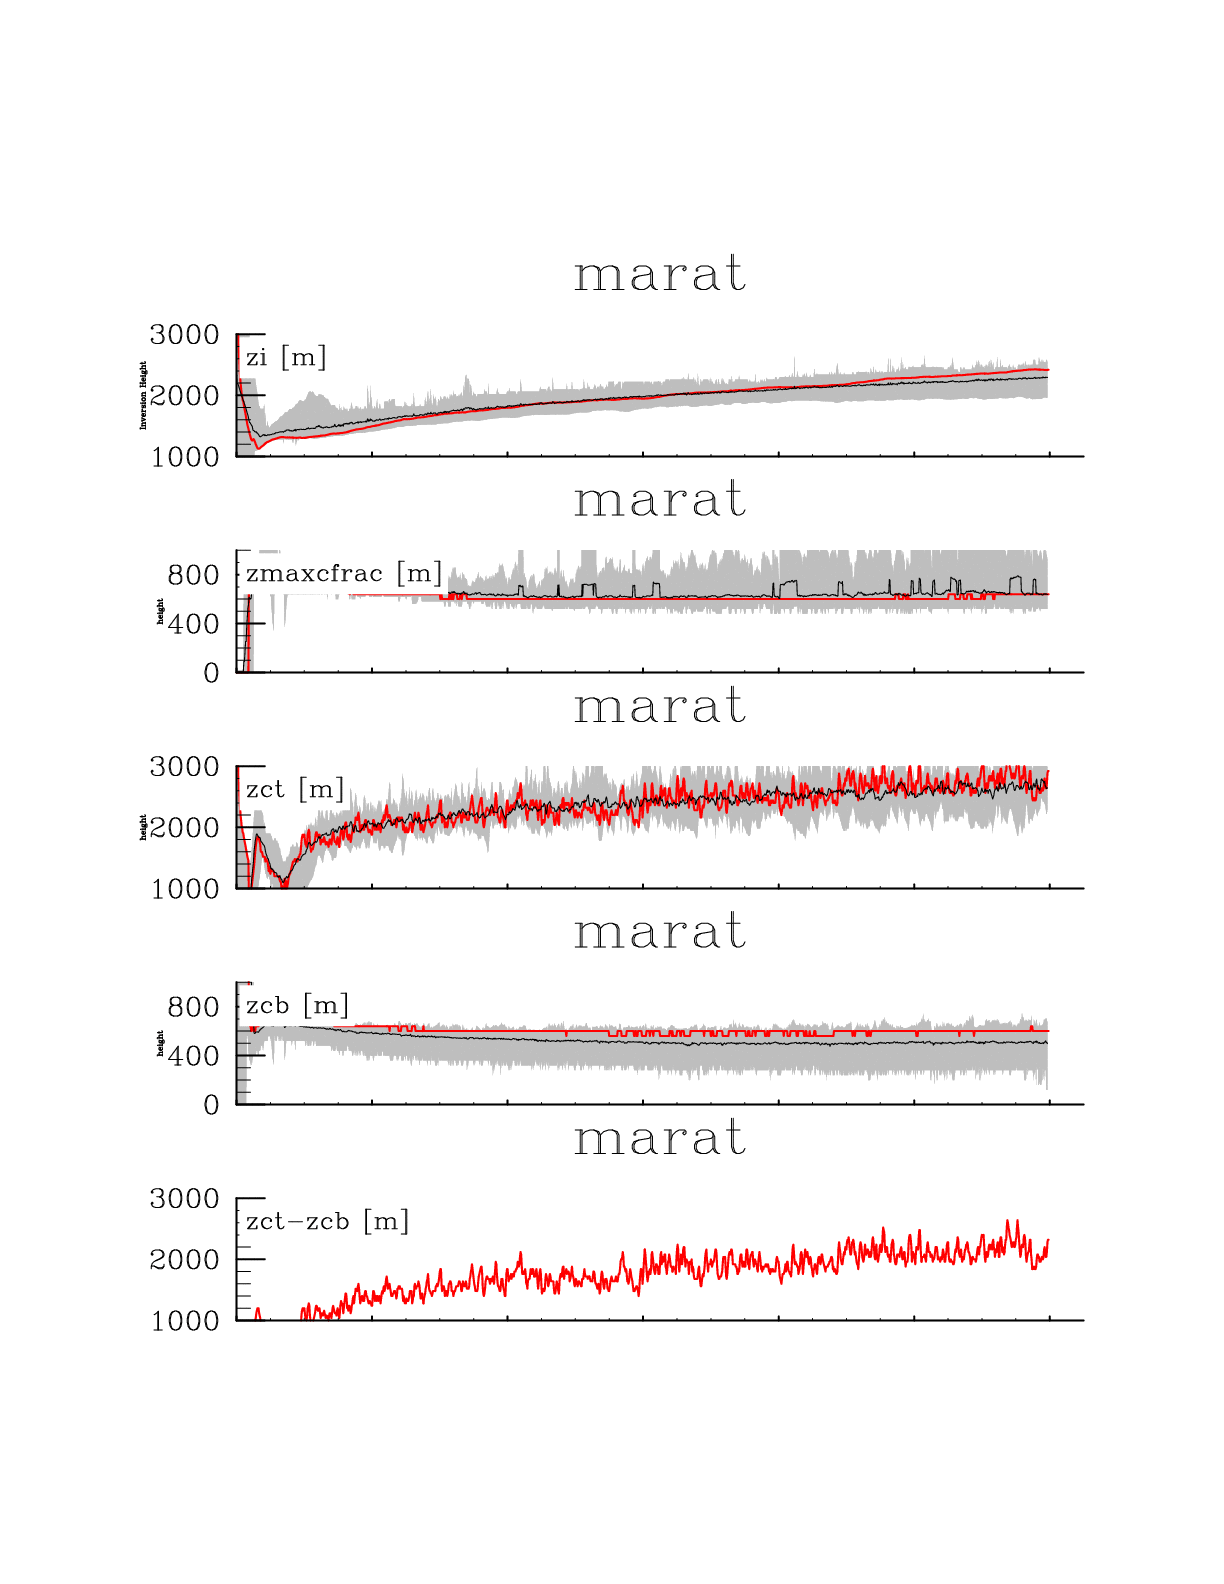 marat
3000
zi [m]
2000
1000
Inversion Height
marat
800
zmaxcfrac [m]
400
0
height
marat
3000
zct [m]
2000
1000
height
marat
800
zcb [m]
400
0
height
marat
3000
zct−zcb [m]
2000
1000